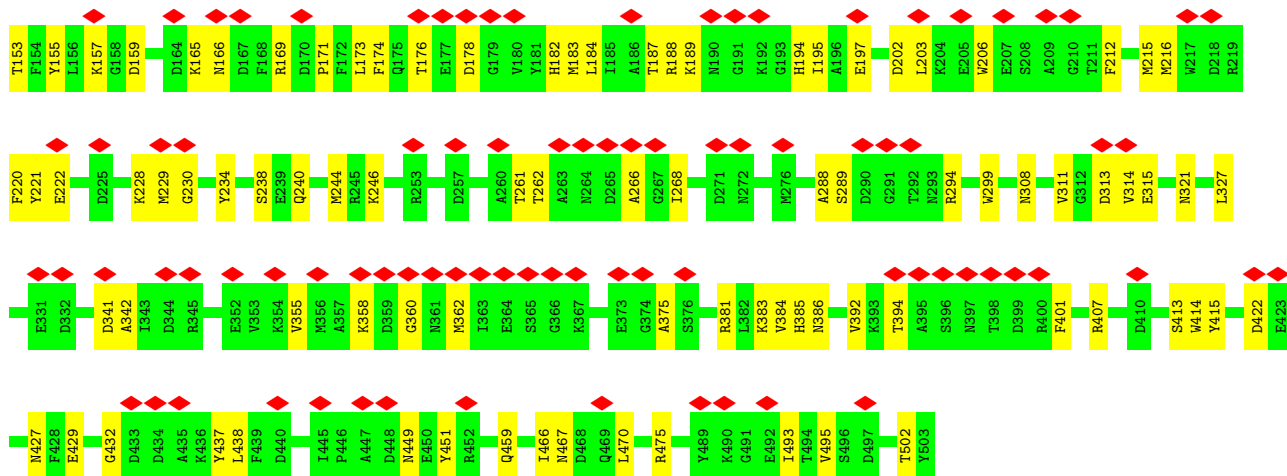 T153 F154 Y155 L156 K157 G158 D159 D164 K165 N166 D167 F168 R169 D170 P171 F172 L173 F174 Q175 T176 E177 D178 G179 V180 Y181 H182 M183 L184 I185 A186 T187 R188 K189 N190 G191 K192 G193 H194 I195 A196 E197 D202 L203 K204 E205 W206 E207 S208 A209 G210 T211 F212 M215 M216 W217 D218 R219
F220 Y221 E222 D225 K228 M229 G230 Y234 S238 E239 Q240 M244 R245 K246 R253 D257 A260 T261 T262 A263 N264 D265 A266 G267 I268 D271 N272 M276 A288 S289 D290 G291 T292 N293 R294 W299 N308 V311 G312 D313 V314 E315 N321 L327
E331 D332 D341 A342 I343 D344 R345 E352 V353 K354 V355 M356 A357 K358 D359 G360 N361 M362 I363 E364 S365 G366 K367 E373 G374 A375 S376 R381 L382 K383 V384 H385 N386 V392 K393 T394 A395 S396 N397 T398 D399 R400 F401 R407 D410 S413 W414 Y415 D422 E423
N427 F428 E429 G432 D433 D434 A435 K436 Y437 L438 F439 D440 I445 P446 A447 D448 N449 E450 Y451 R452 Q459 I466 N467 D468 Q469 L470 R475 Y489 K490 G491 E492 I493 T494 V495 S496 D497 T502 Y503